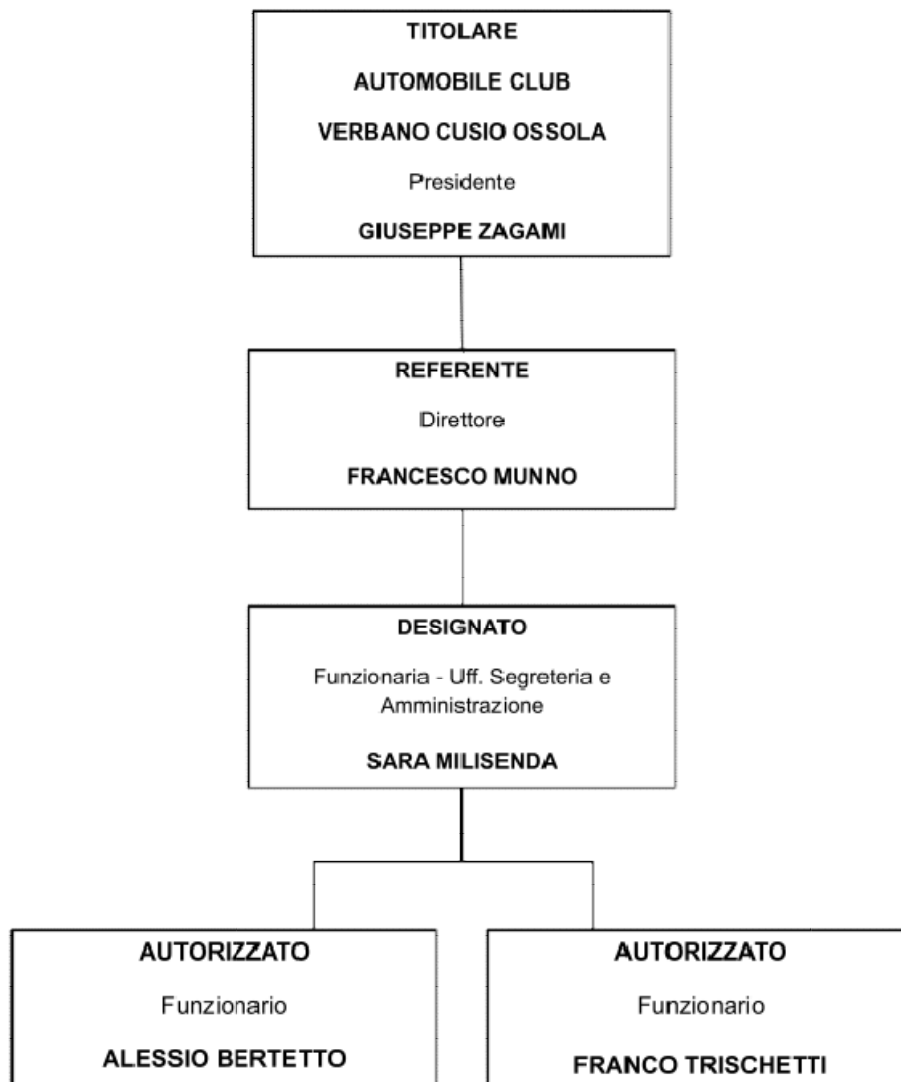 TITOLARE
AUTOMOBILE CLUB
VERBANO CUSIO OSSOLA
Presidente
GIUSEPPE ZAGAMI
REFERENTE
Direttore
FRANCESCO MUNNO
DESIGNATO
Funzionaria - Uff. Segreteria e
Amministrazione
SARA MILISENDA
AUTORIZZATO
Funzionario
ALESSIO BERTETTO
AUTORIZZATO
Funzionario
FRANCO TRISCHETTI